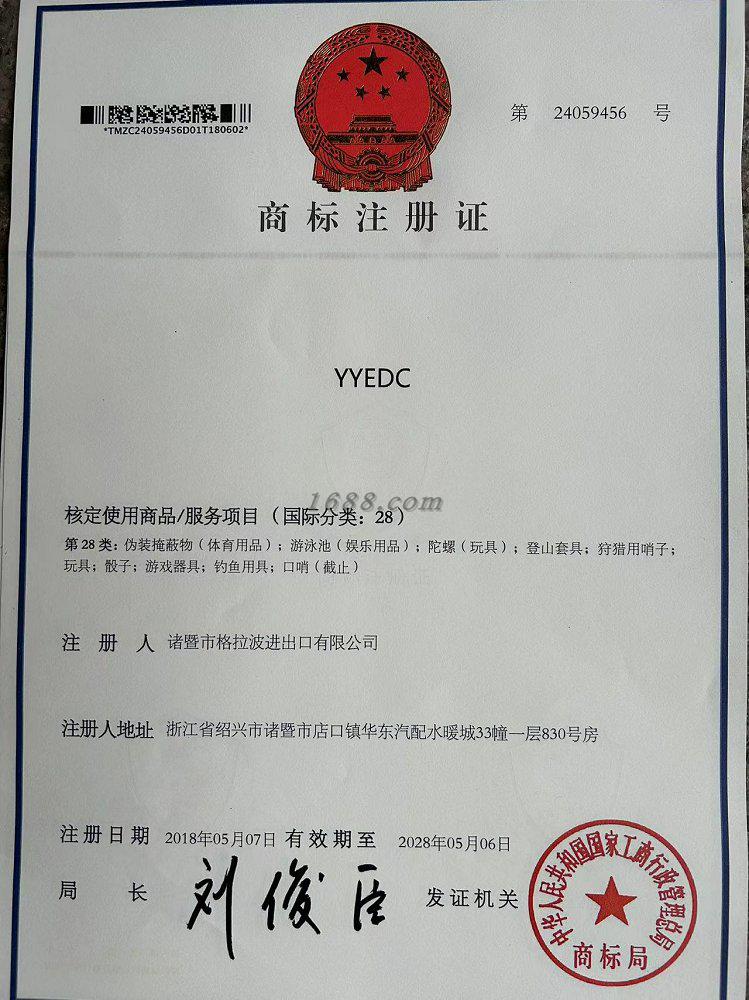 第 24059456 号
*TMZC24059456D01T180602*
商标注册证
YYEDC
1688.com
核定使用商品/服务项目（国际分类：28）
第 28 类：伪装掩蔽物（体育用品）；游泳池（娱乐用品）；陀螺（玩具）；登山套具；狩猎用哨子；
玩具；骰子；游戏器具；钓鱼用具；口哨（截止）
注册人 诸暨市格拉波进出口有限公司
注册人地址 浙江省绍兴市诸暨市店口镇华东汽配水暖城33幢一层830号房
注册日期 2018年05月07日 有效期至 2028年05月06日
局长 刘俊臣 发证机关
中华人民共和国国家工商行政管理总局
商标局